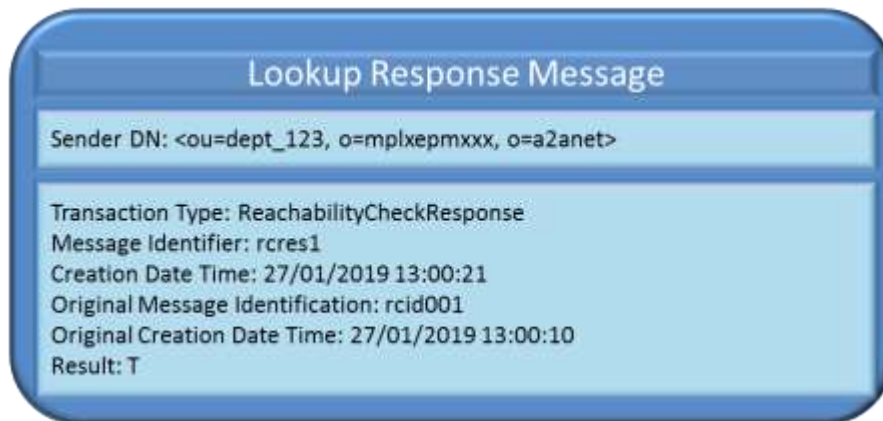 Lookup Response Message
Sender DN: <ou=dept_123, o=mplxepmxxx, o=a2anet>
Transaction Type: ReachabilityCheckResponse
Message Identifier: rcres1
Creation Date Time: 27/01/2019 13:00:21
Original Message Identification: rcid001
Original Creation Date Time: 27/01/2019 13:00:10
Result: T